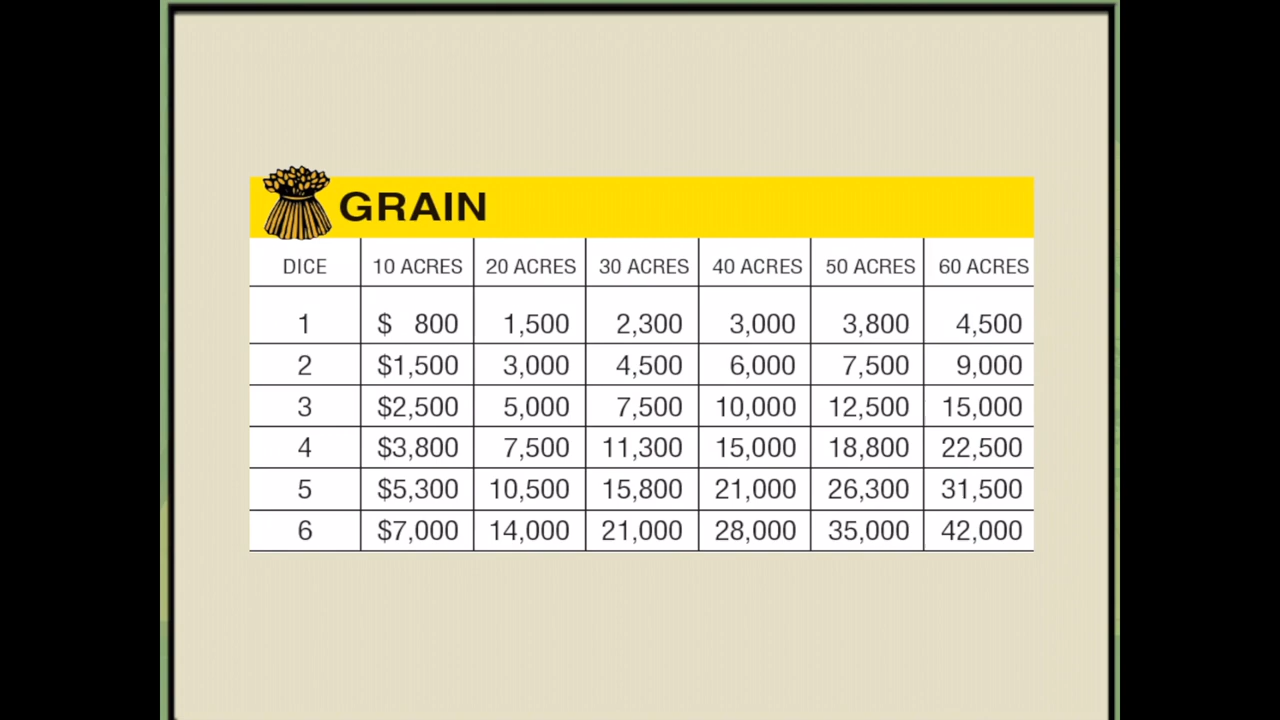 GRAIN
DICE 10 ACRES 20 ACRES 30 ACRES 40 ACRES 50 ACRES 60 ACRES
1 $ 800 1,500 2,300 3,000 3,800 4,500
2 $1,500 3,000 4,500 6,000 7,500 9,000
3 $2,500 5,000 7,500 10,000 12,500 15,000
4 $3,800 7,500 11,300 15,000 18,800 22,500
5 $5,300 10,500 15,800 21,000 26,300 31,500
6 $7,000 14,000 21,000 28,000 35,000 42,000